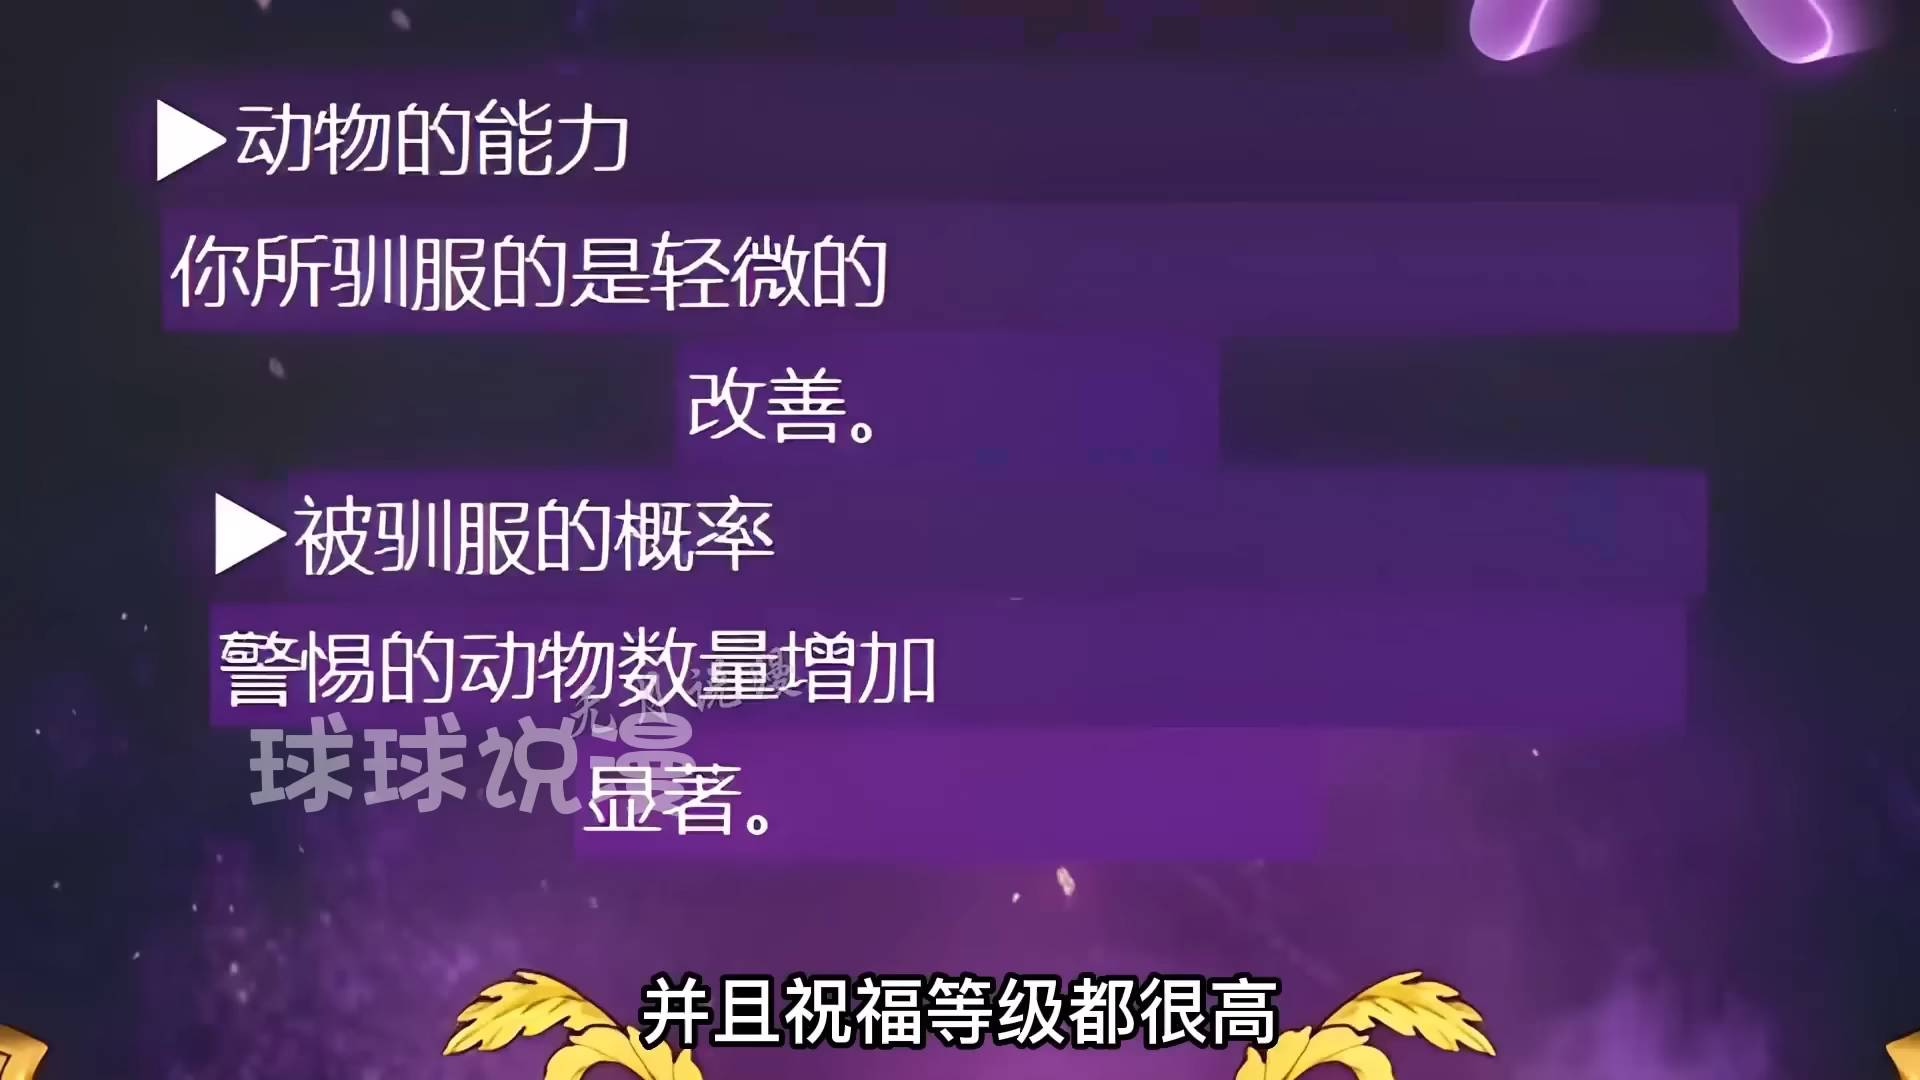 ▶动物的能力
你所驯服的是轻微的
改善。
▶被驯服的概率
警惕的动物数量增加
显著。
球球说漫
并且祝福等级都很高